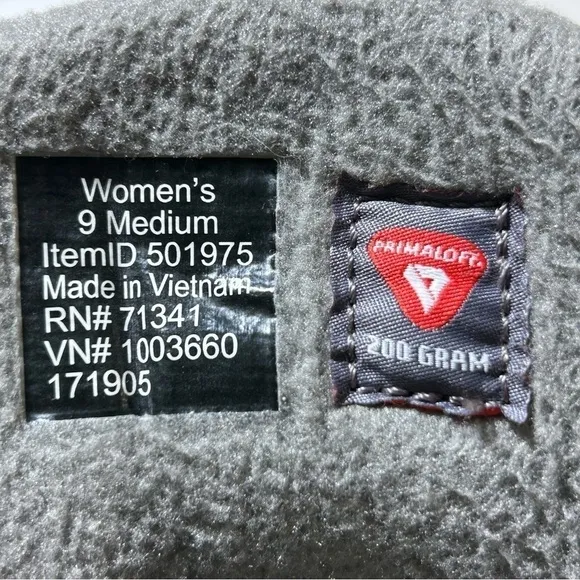 Women's
9 Medium
ItemID 501975
Made in Vietnam
RN# 71341
VN# 1003660
171905
PRIMALOFT
200 GRAM